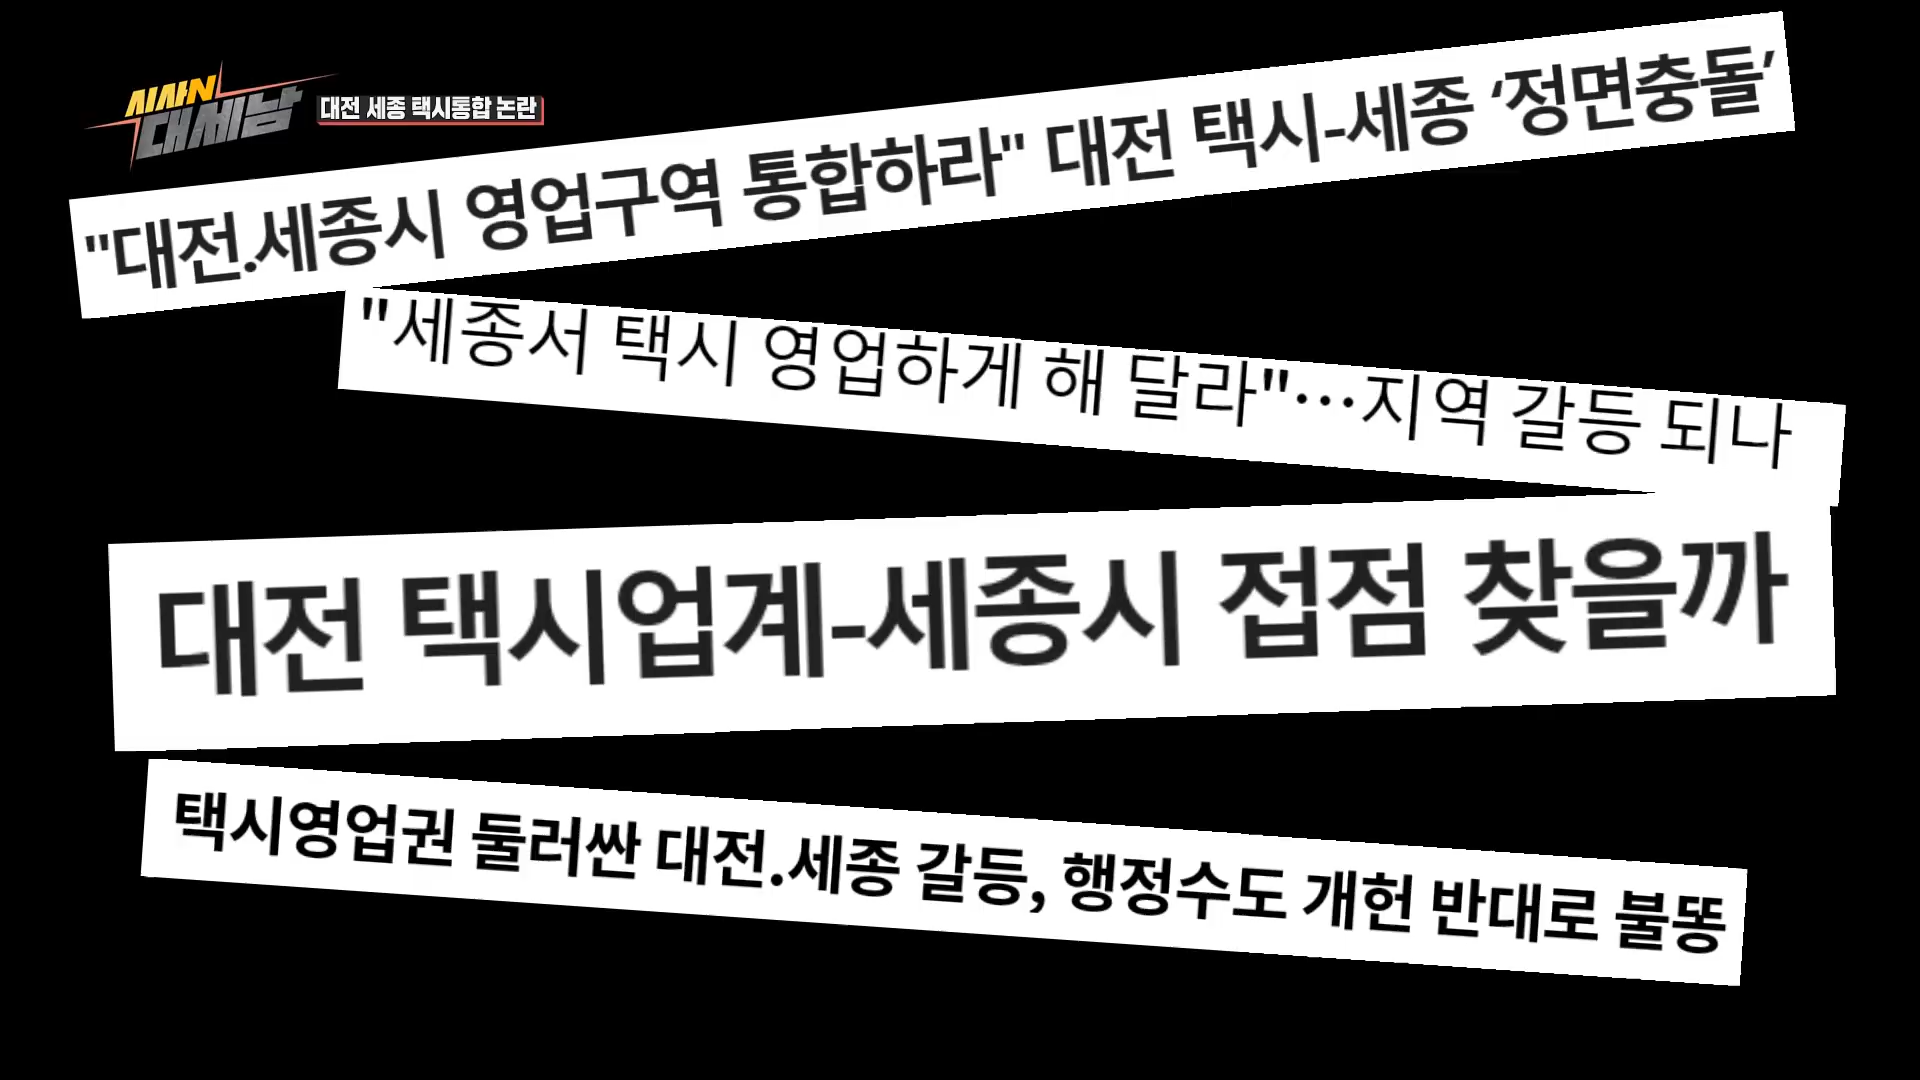 시사N
대세남
대전 세종 택시통합 논란
"대전.세종시 영업구역 통합하라" 대전 택시-세종 ‘정면충돌’
"세종서 택시 영업하게 해 달라"…지역 갈등 되나
대전 택시업계-세종시 접점 찾을까
택시영업권 둘러싼 대전.세종 갈등, 행정수도 개헌 반대로 불똥